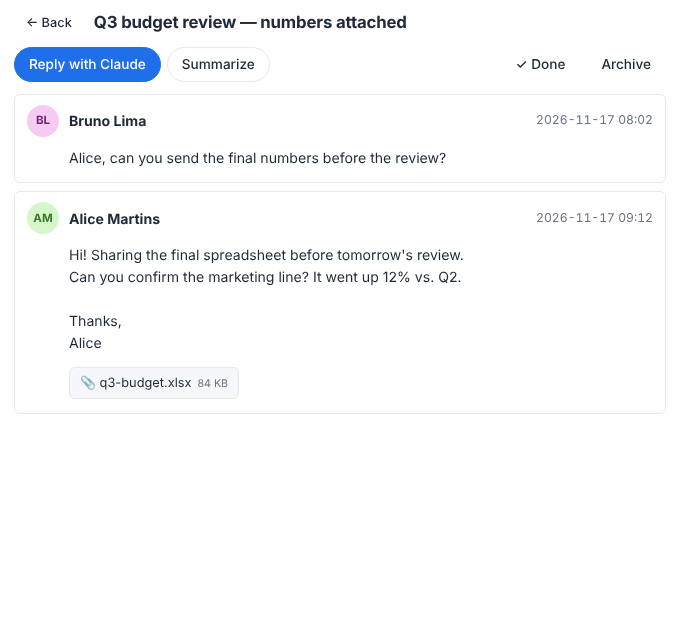 ← Back Q3 budget review — numbers attached
Reply with Claude Summarize ✓ Done Archive
BL Bruno Lima 2026-11-17 08:02
Alice, can you send the final numbers before the review?
AM Alice Martins 2026-11-17 09:12
Hi! Sharing the final spreadsheet before tomorrow's review.
Can you confirm the marketing line? It went up 12% vs. Q2.
Thanks,
Alice
📎 q3-budget.xlsx 84 KB